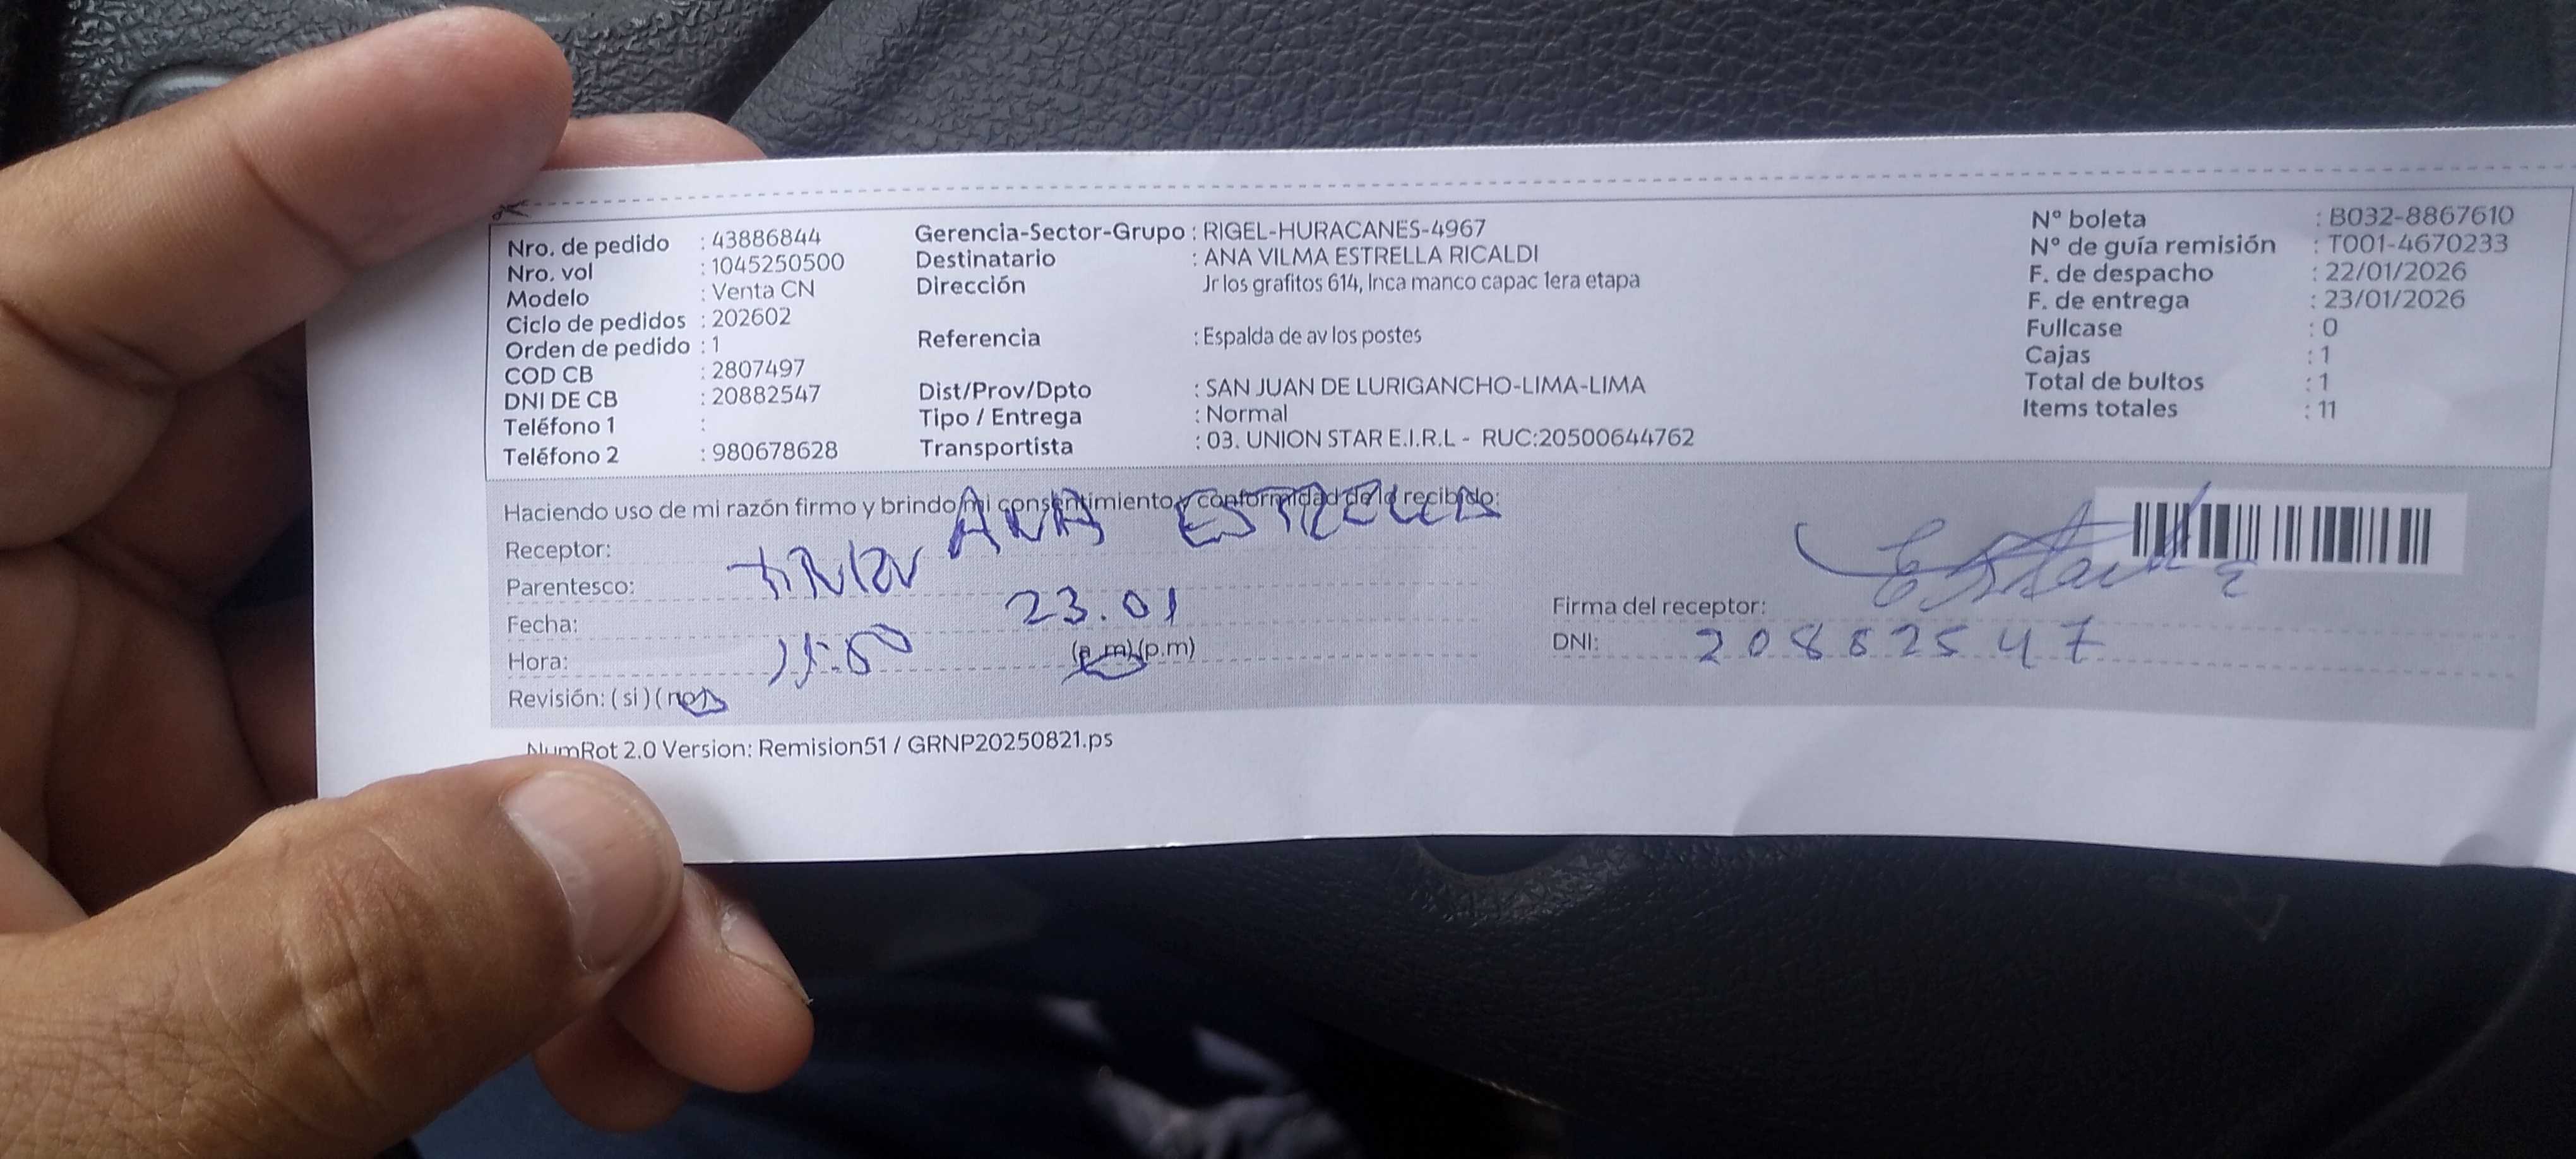 Nro. de pedido : 43886844
Nro. vol : 1045250500
Modelo : Venta CN
Ciclo de pedidos : 202602
Orden de pedido : 1
COD CB : 2807497
DNI DE CB : 20882547
Teléfono 1 :
Teléfono 2 : 980678628
Gerencia-Sector-Grupo : RIGEL-HURACANES-4967
Destinatario : ANA VILMA ESTRELLA RICALDI
Dirección Jr los grafitos 614, Inca manco capac 1era etapa
Referencia : Espalda de av los postes
Dist/Prov/Dpto : SAN JUAN DE LURIGANCHO-LIMA-LIMA
Tipo / Entrega : Normal
Transportista : 03. UNION STAR E.I.R.L - RUC:20500644762
N° boleta : B032-8867610
N° de guía remisión : T001-4670233
F. de despacho : 22/01/2026
F. de entrega : 23/01/2026
Fullcase : 0
Cajas : 1
Total de bultos : 1
Items totales : 11
Haciendo uso de mi razón firmo y brindo mi consentimiento y conformidad de lo recibido:
Receptor: ANA ESTRELLA
Parentesco:
Fecha: 23.01
Hora: (a.m)(p.m)
Revisión: ( si ) ( no )
Firma del receptor:
DNI: 20882547
NumRot 2.0 Version: Remision51 / GRNP20250821.ps